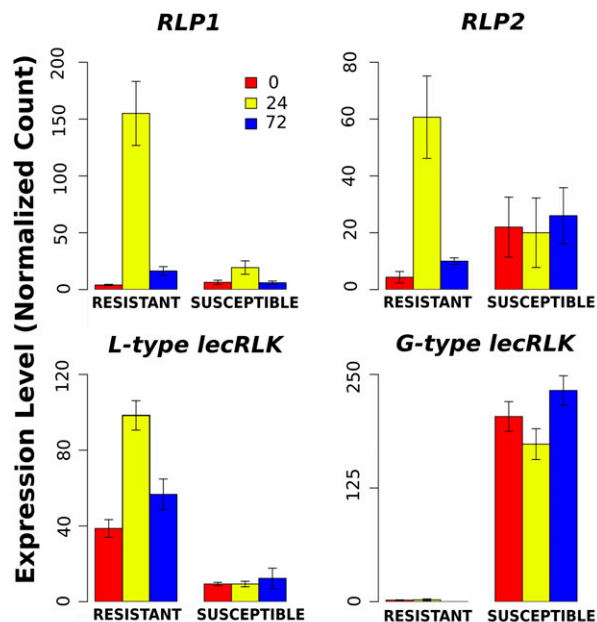 RLP1
RLP2
Expression Level (Normalized Count)
200
150
100
50
0
0
24
72
RESISTANT SUSCEPTIBLE
80
60
40
20
0
RESISTANT SUSCEPTIBLE
L-type lecRLK
G-type lecRLK
120
80
40
0
RESISTANT SUSCEPTIBLE
250
125
0
RESISTANT SUSCEPTIBLE